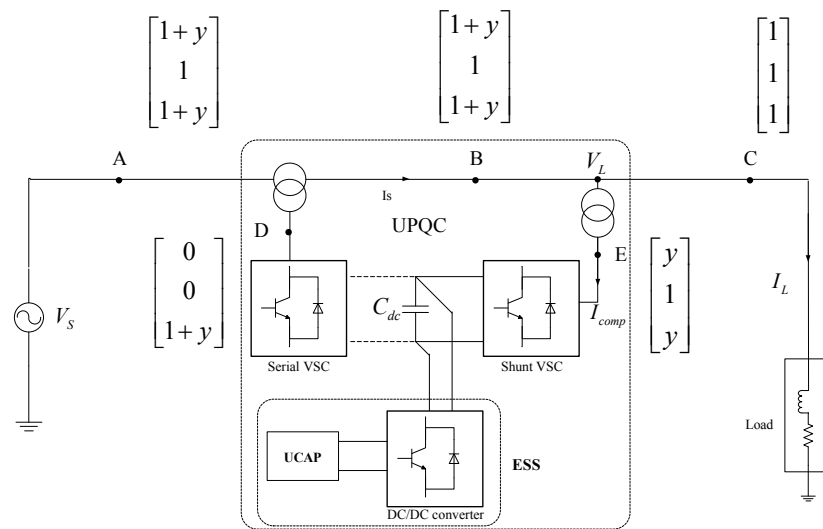 [1 + y
1
1 + y]
[1 + y
1
1 + y]
[1
1
1]
A
B
V_L
C
Is
D
UPQC
E
[0
0
1 + y]
[y
1
y]
V_S
C_dc
I_comp
I_L
Serial VSC
Shunt VSC
Load
UCAP
ESS
DC/DC converter